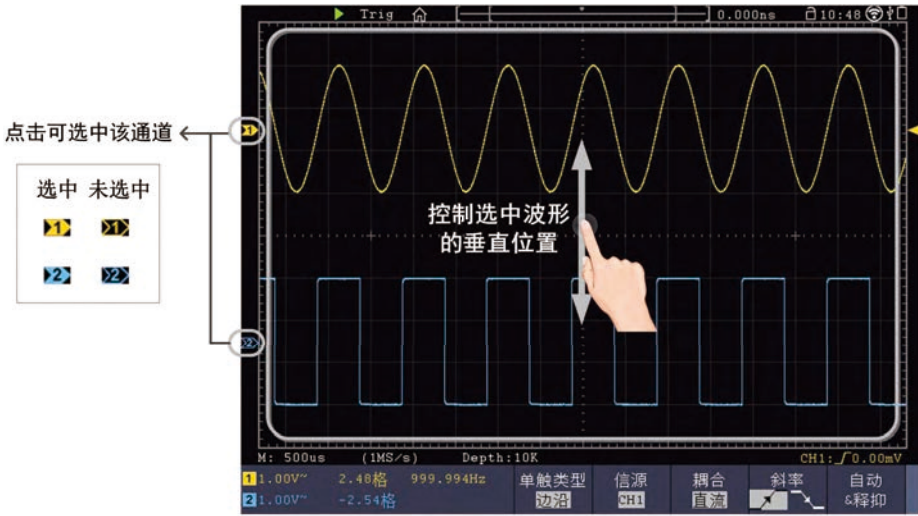 Trig 0.000ns 10:48
点击可选中该通道
选中 未选中
1 1
2 2
1
控制选中波形
的垂直位置
2
M: 500us (1MS/s) Depth:10K CH1: 0.00mV
1 1.00V~ 2.48格 999.994Hz
2 1.00V~ -2.54格
单触类型 信源 耦合 斜率 自动
边沿 CH1 直流 &释抑